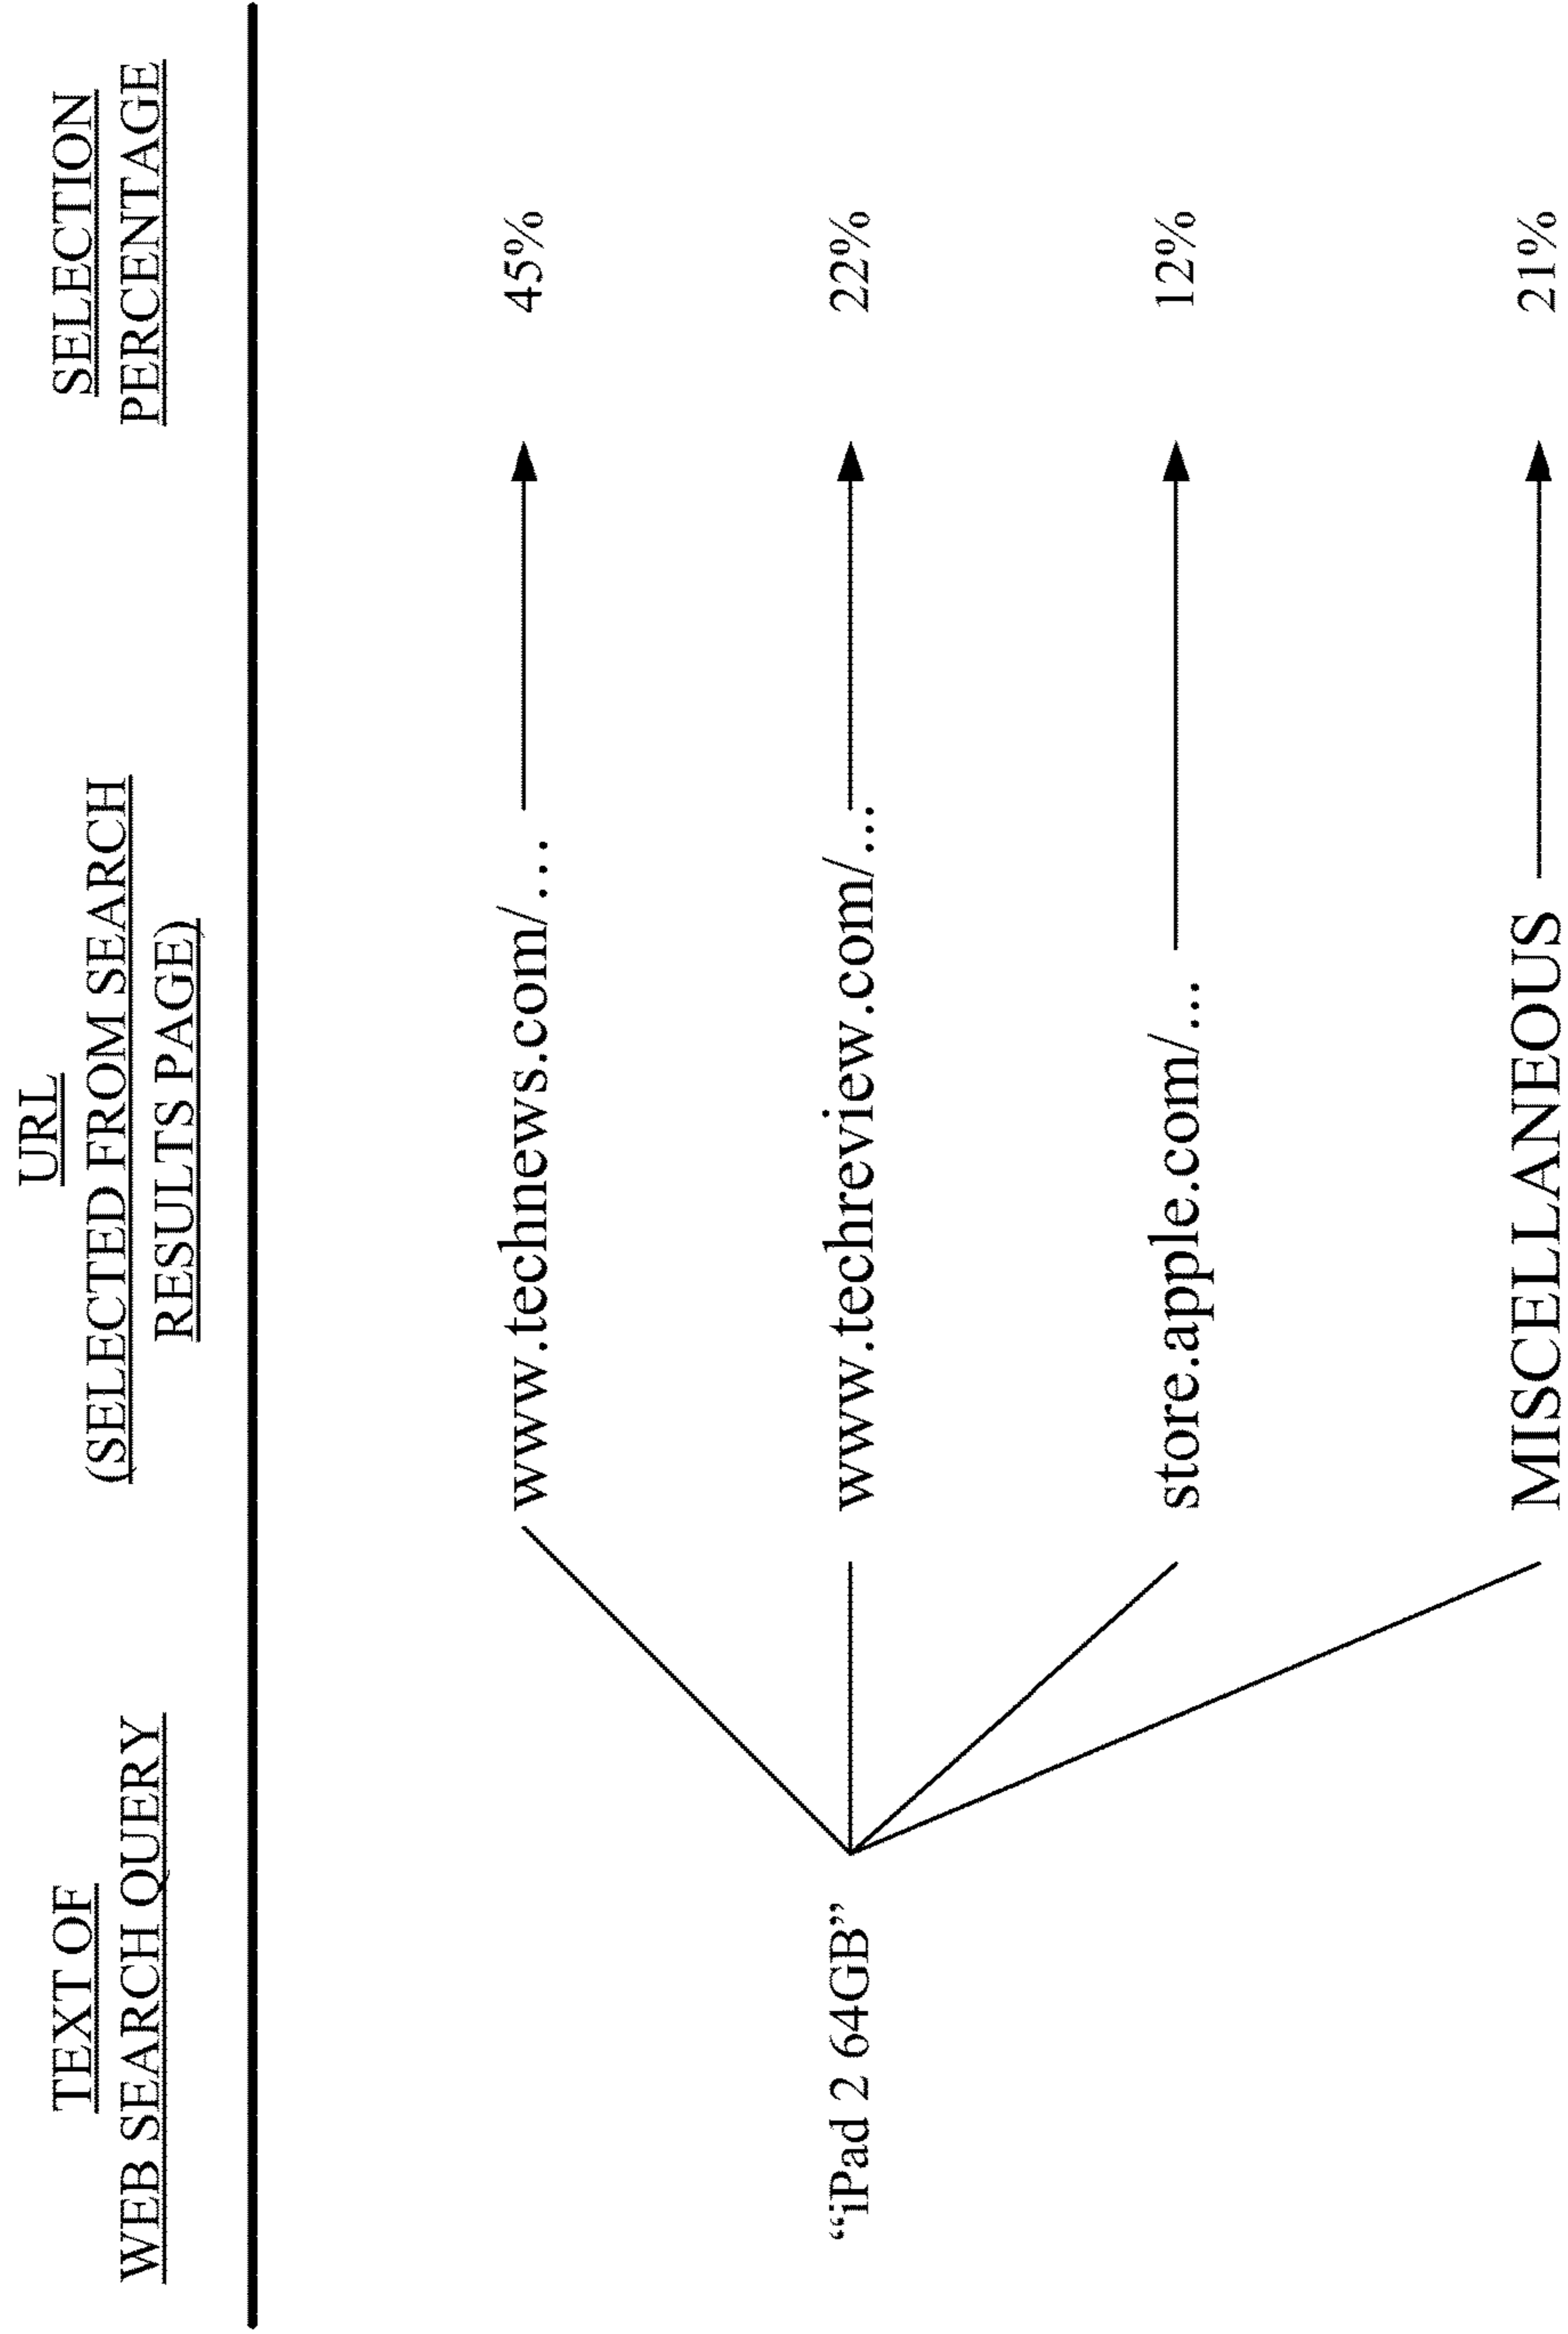 TEXT OF
WEB SEARCH QUERY
URL
(SELECTED FROM SEARCH
RESULTS PAGE)
SELECTION
PERCENTAGE
“iPad 2 64GB”
www.technews.com/...
45%
www.techreview.com/...
22%
store.apple.com/...
12%
MISCELLANEOUS
21%